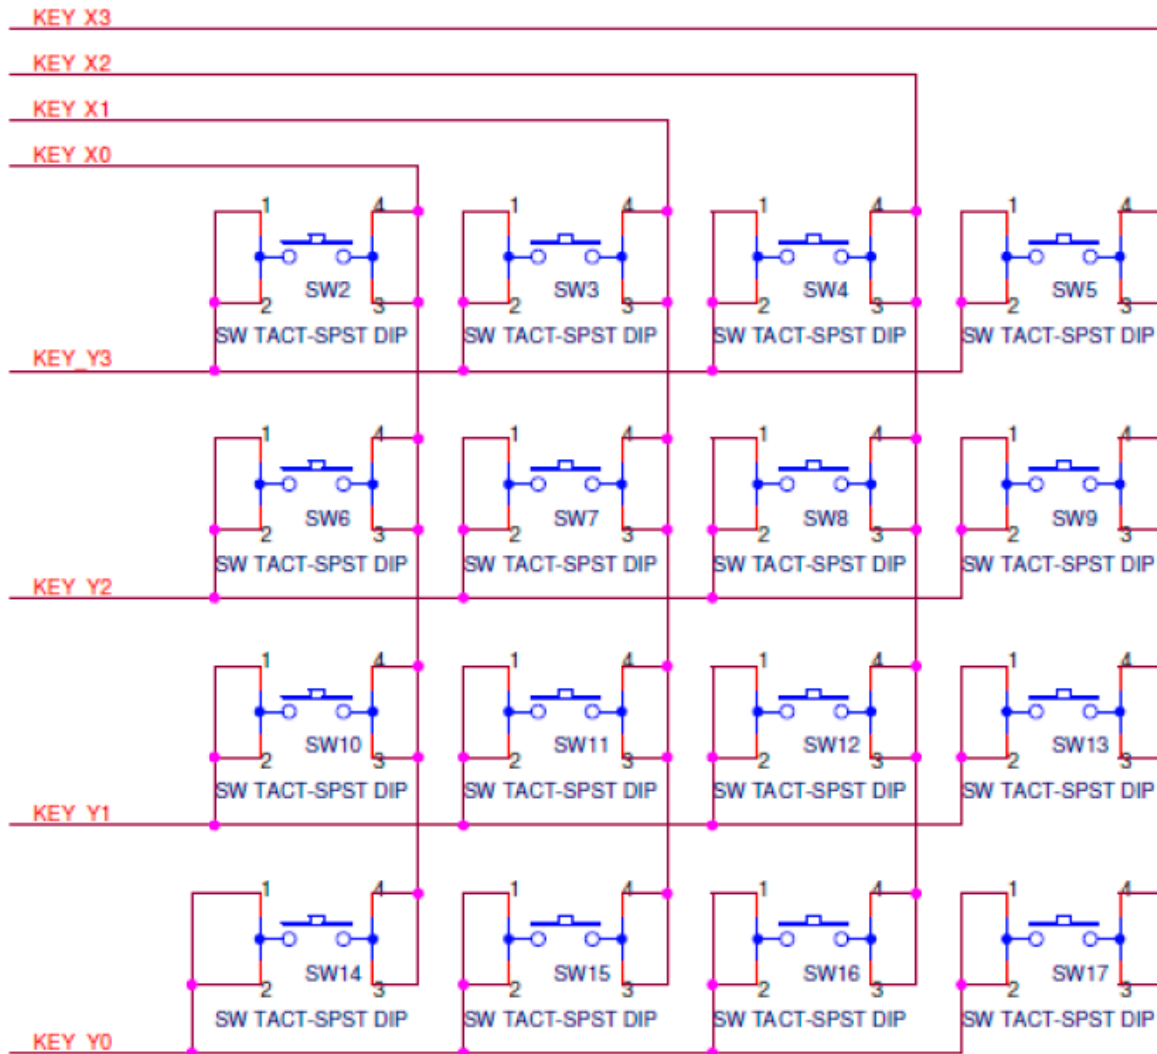 KEY X3
KEY X2
KEY X1
KEY X0
1 4 1 4 1 4 1 4
SW2 SW3 SW4 SW5
2 3 2 3 2 3 2 3
SW TACT-SPST DIP SW TACT-SPST DIP SW TACT-SPST DIP SW TACT-SPST DIP
KEY_Y3
1 4 1 4 1 4 1 4
SW6 SW7 SW8 SW9
2 3 2 3 2 3 2 3
SW TACT-SPST DIP SW TACT-SPST DIP SW TACT-SPST DIP SW TACT-SPST DIP
KEY Y2
1 4 1 4 1 4 1 4
SW10 SW11 SW12 SW13
2 3 2 3 2 3 2 3
SW TACT-SPST DIP SW TACT-SPST DIP SW TACT-SPST DIP SW TACT-SPST DIP
KEY Y1
1 4 1 4 1 4 1 4
SW14 SW15 SW16 SW17
2 3 2 3 2 3 2 3
SW TACT-SPST DIP SW TACT-SPST DIP SW TACT-SPST DIP SW TACT-SPST DIP
KEY Y0